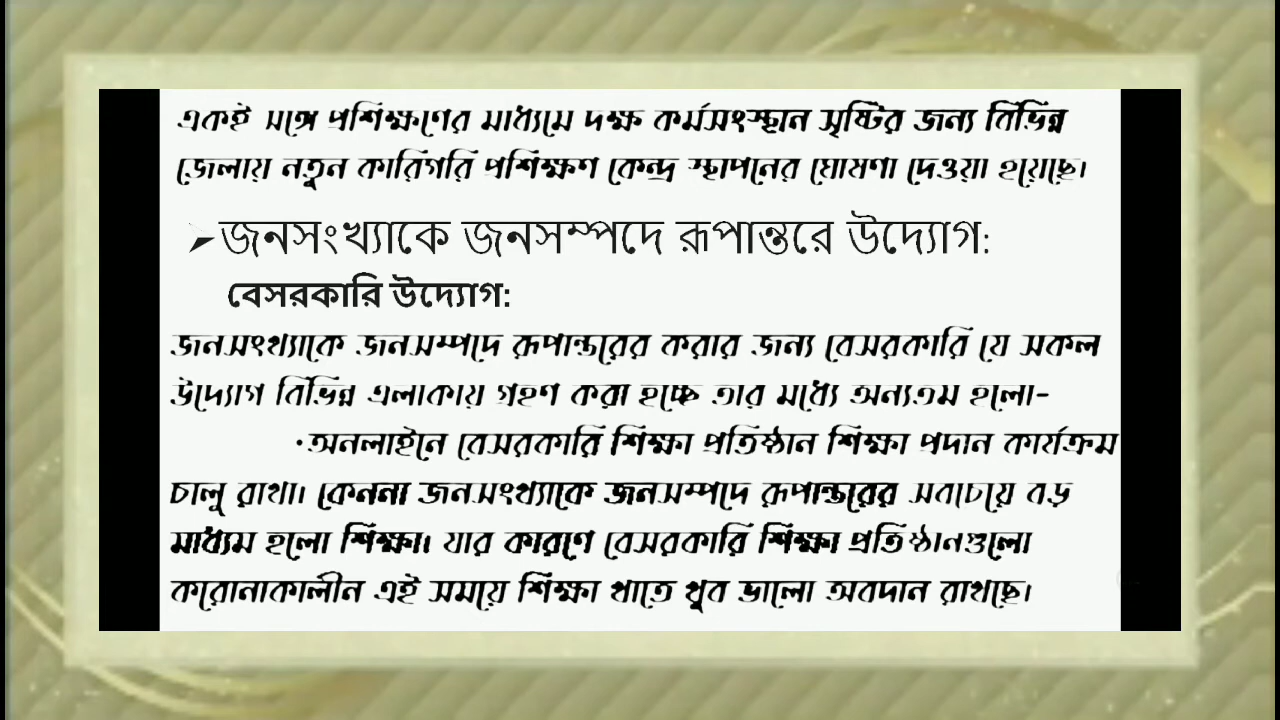 একই সঙ্গে প্রশিক্ষণের মাধ্যমে দক্ষ কর্মসংস্থান সৃষ্টির জন্য বিভিন্ন
জেলায় নতুন কারিগরি প্রশিক্ষণ কেন্দ্র স্থাপনের ঘোষণা দেওয়া হয়েছে।
➢জনসংখ্যাকে জনসম্পদে রূপান্তরে উদ্যোগ:
বেসরকারি উদ্যোগ:
জনসংখ্যাকে জনসম্পদে রূপান্তরের করার জন্য বেসরকারি যে সকল
উদ্যোগ বিভিন্ন এলাকায় গহণ করা হচ্ছে তার মধ্যে অন্যতম হলো-
·অনলাইনে বেসরকারি শিক্ষা প্রতিষ্ঠান শিক্ষা প্রদান কার্যক্রম
চালু রাখা। কেননা জনসংখ্যাকে জনসম্পদে রূপান্তরের সবচেয়ে বড়
মাধ্যম হলো শিক্ষা। যার কারণে বেসরকারি শিক্ষা প্রতিষ্ঠানগুলো
করোনাকালীন এই সময়ে শিক্ষা খাতে খুব ভালো অবদান রাখছে।